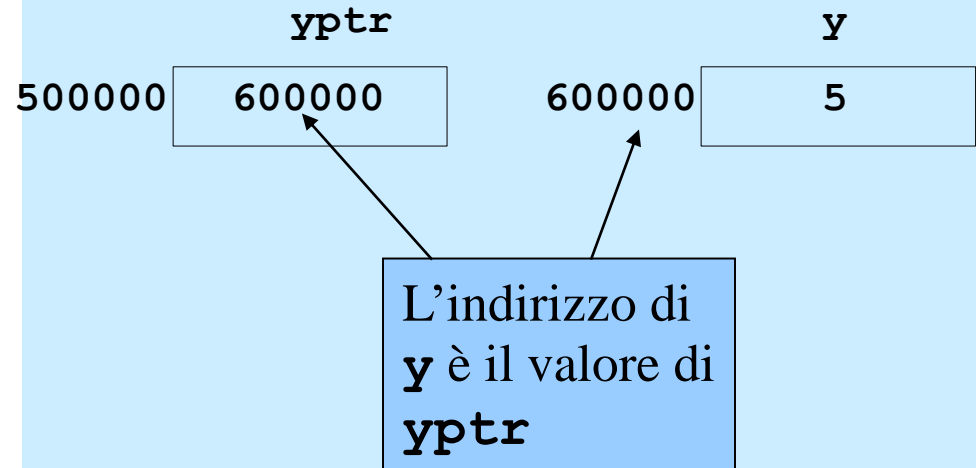 yptr y
500000 600000 600000 5
L’indirizzo di
y è il valore di
yptr